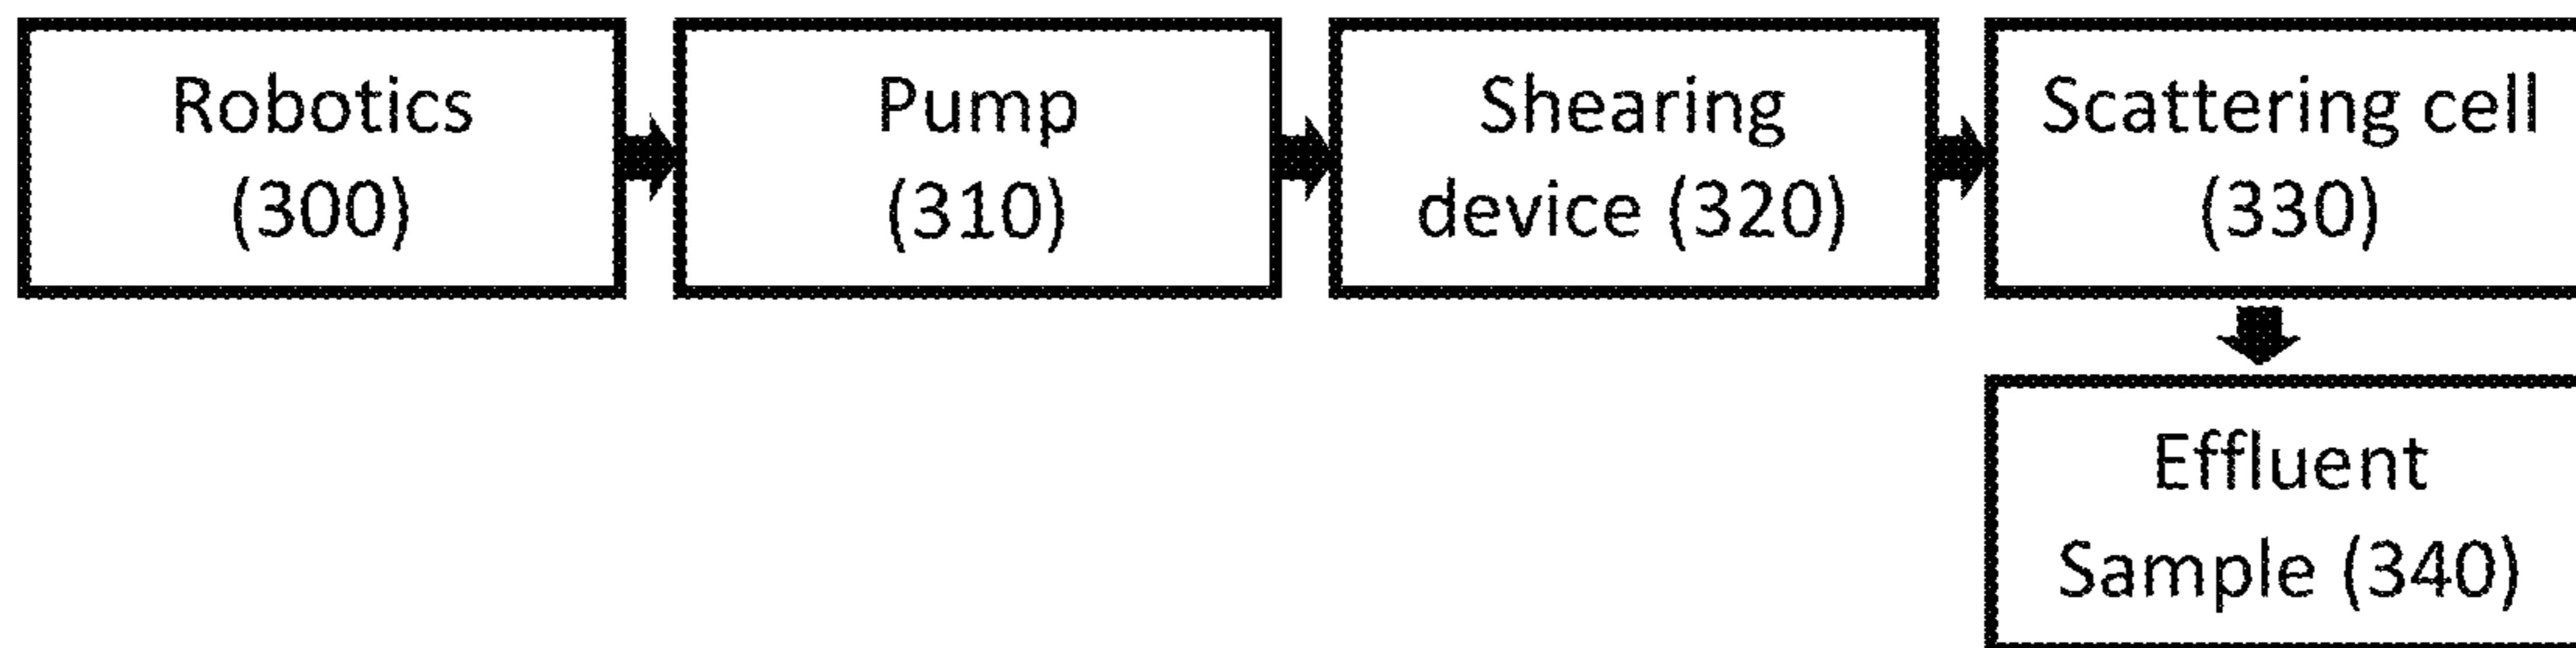 Robotics
(300)
Pump
(310)
Shearing
device (320)
Scattering cell
(330)
Effluent
Sample (340)